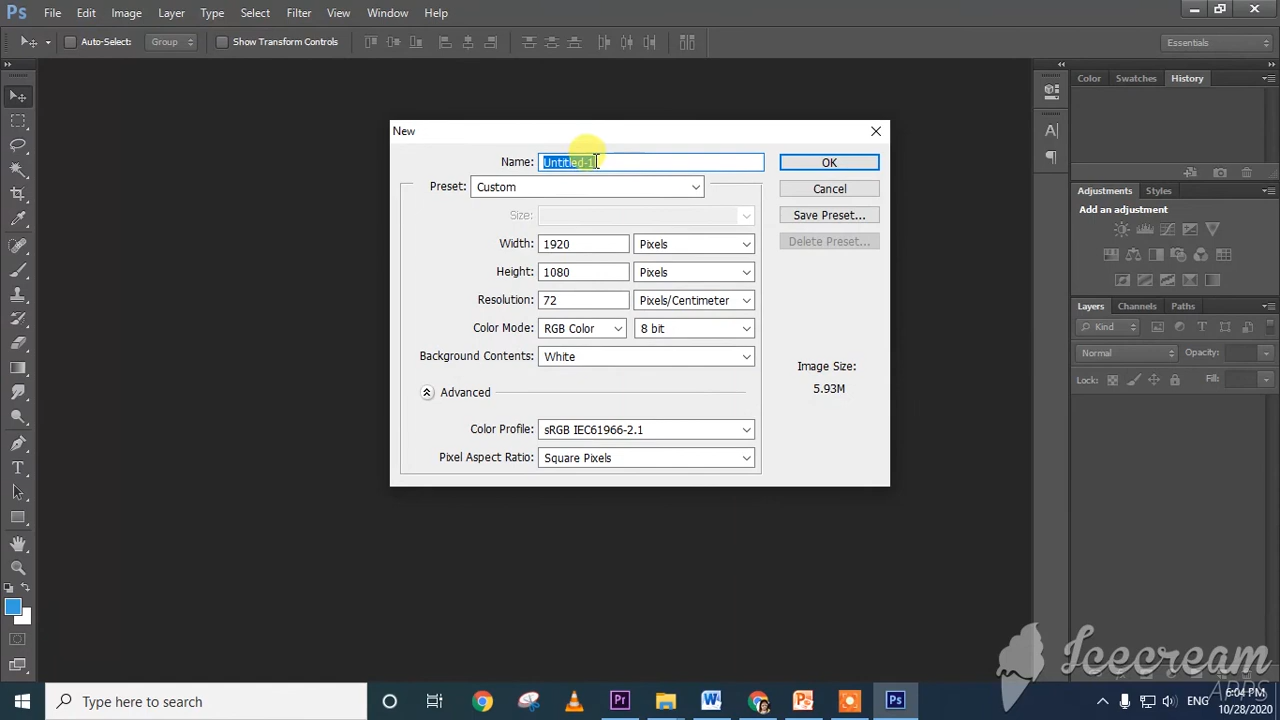 Ps File Edit Image Layer Type Select Filter View Window Help
Auto-Select: Group Show Transform Controls Essentials
Color Swatches History
New
Name: Untitled-1 OK
Preset: Custom Cancel
Size: Save Preset...
Width: 1920 Pixels Delete Preset...
Height: 1080 Pixels
Resolution: 72 Pixels/Centimeter
Color Mode: RGB Color 8 bit
Background Contents: White
Image Size:
5.93M
Advanced
Color Profile: sRGB IEC61966-2.1
Pixel Aspect Ratio: Square Pixels
Adjustments Styles
Add an adjustment
Layers Channels Paths
Kind
Normal Opacity:
Lock: Fill:
Icecream
APPS
Type here to search
ENG 6:04 PM
10/28/2020